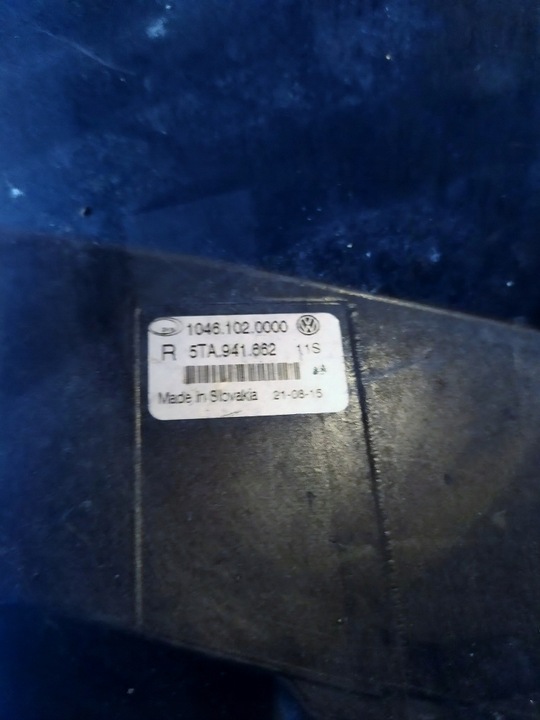 1046.102.0000
R 5TA.941.662 11S
Made in Slovakia 21-08-15